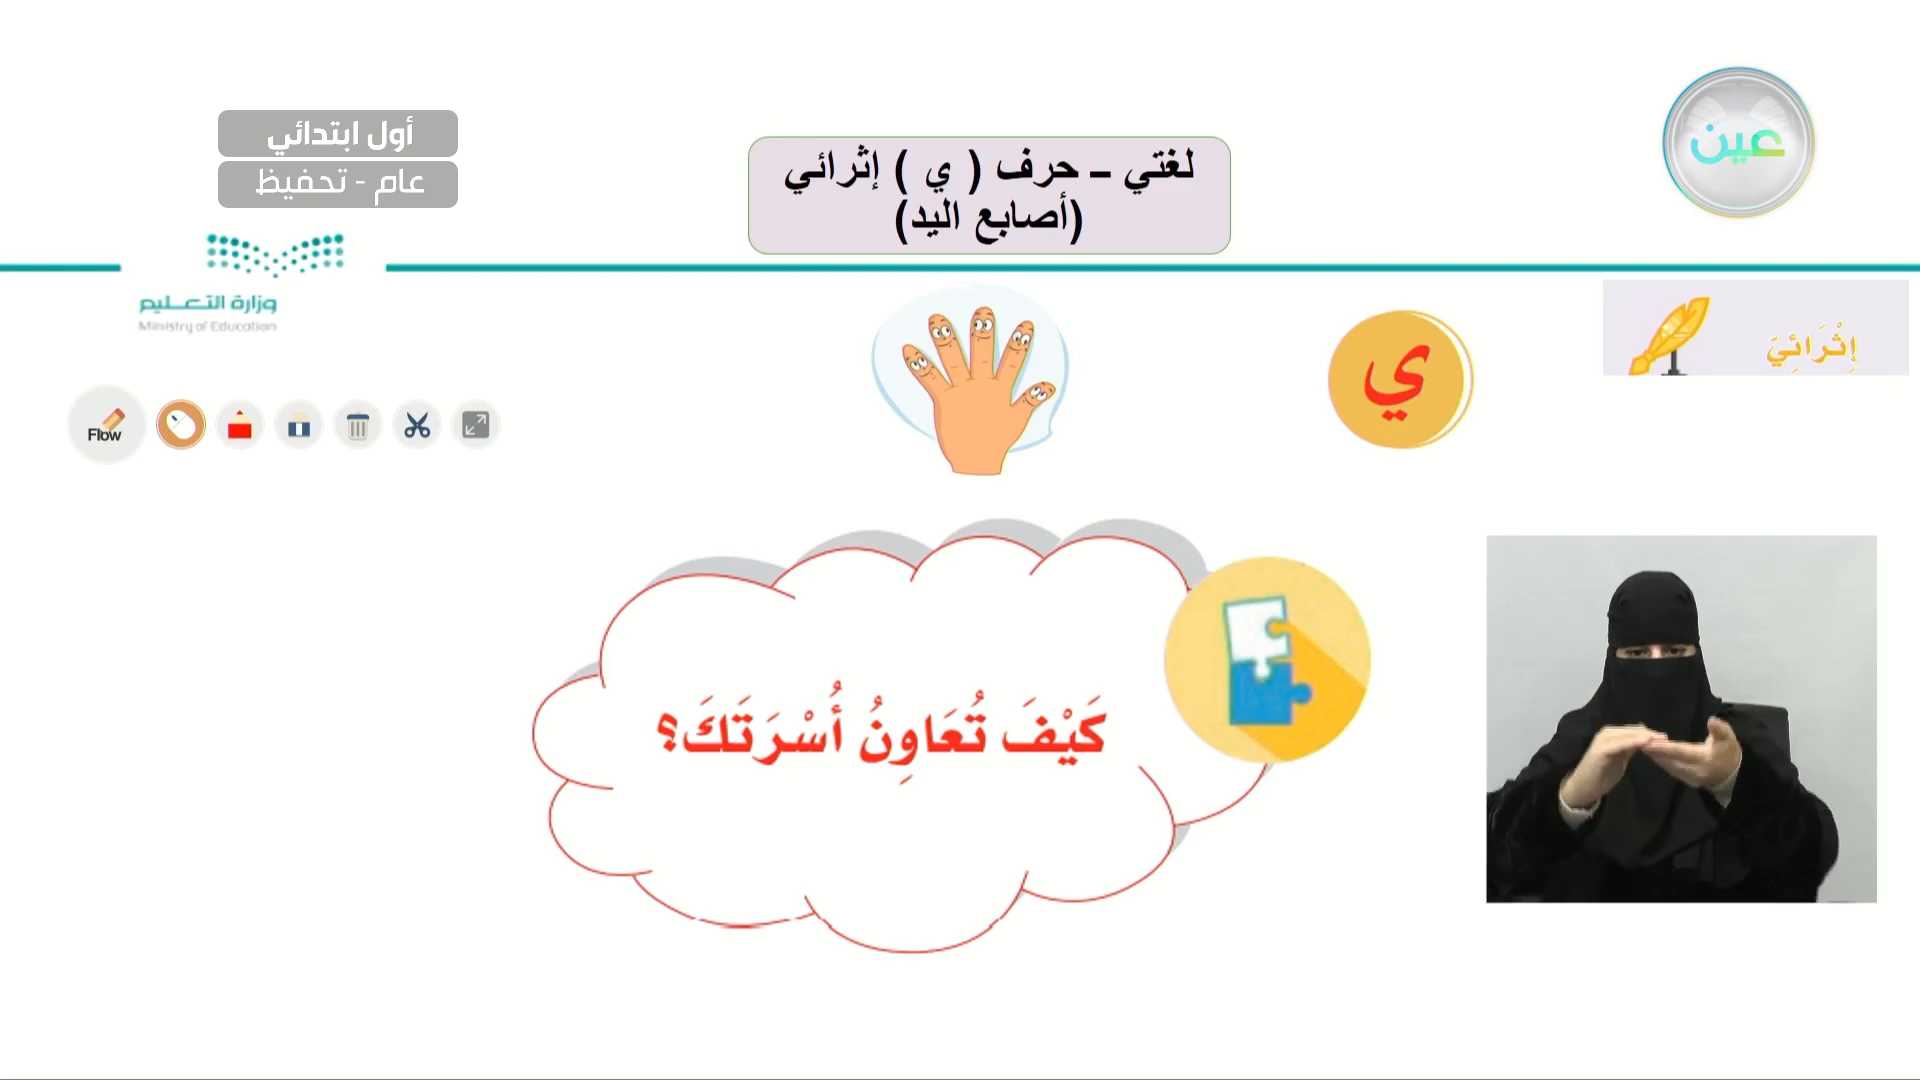 أول ابتدائي
عام - تحفيظ
لغتي – حرف ( ي ) إثرائي
(أصابع اليد)
عين
وزارة التعليم
Ministry of Education
إِثْرَائِيّ
ي
Flow
كَيْفَ تُعَاوِنُ أُسْرَتَكَ؟